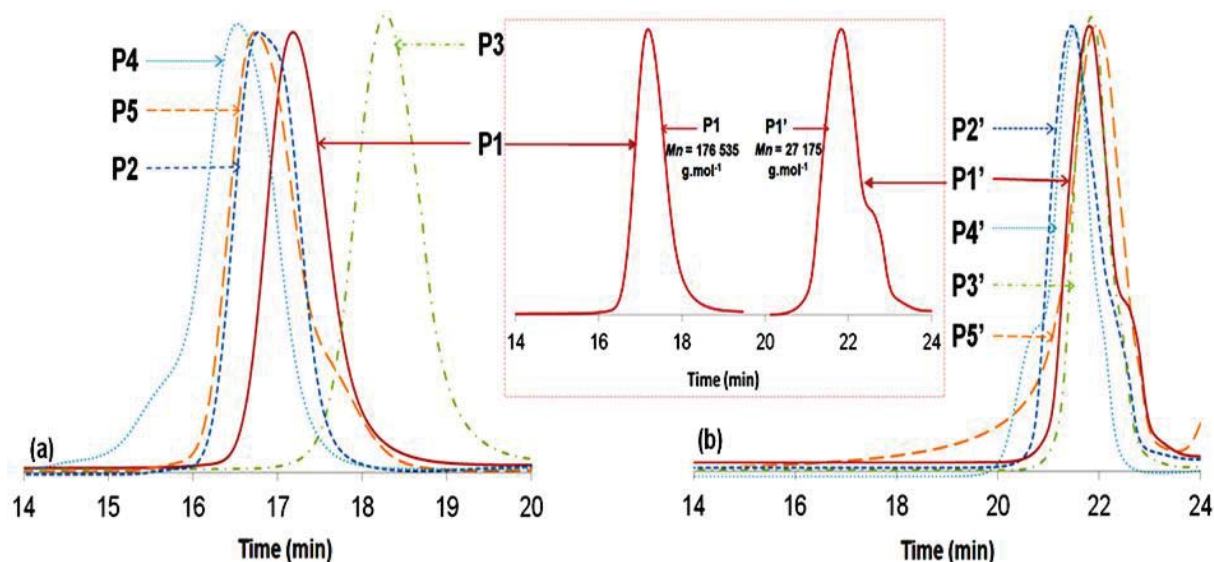 P4
P5
P2
P3
P1
(a)
14 15 16 17 18 19 20
Time (min)
P1
Mn = 176 535
g.mol-1
P1’
Mn = 27 175
g.mol-1
14 16 18 20 22 24
Time (min)
P2’
P1’
P4’
P3’
P5’
(b)
14 16 18 20 22 24
Time (min)